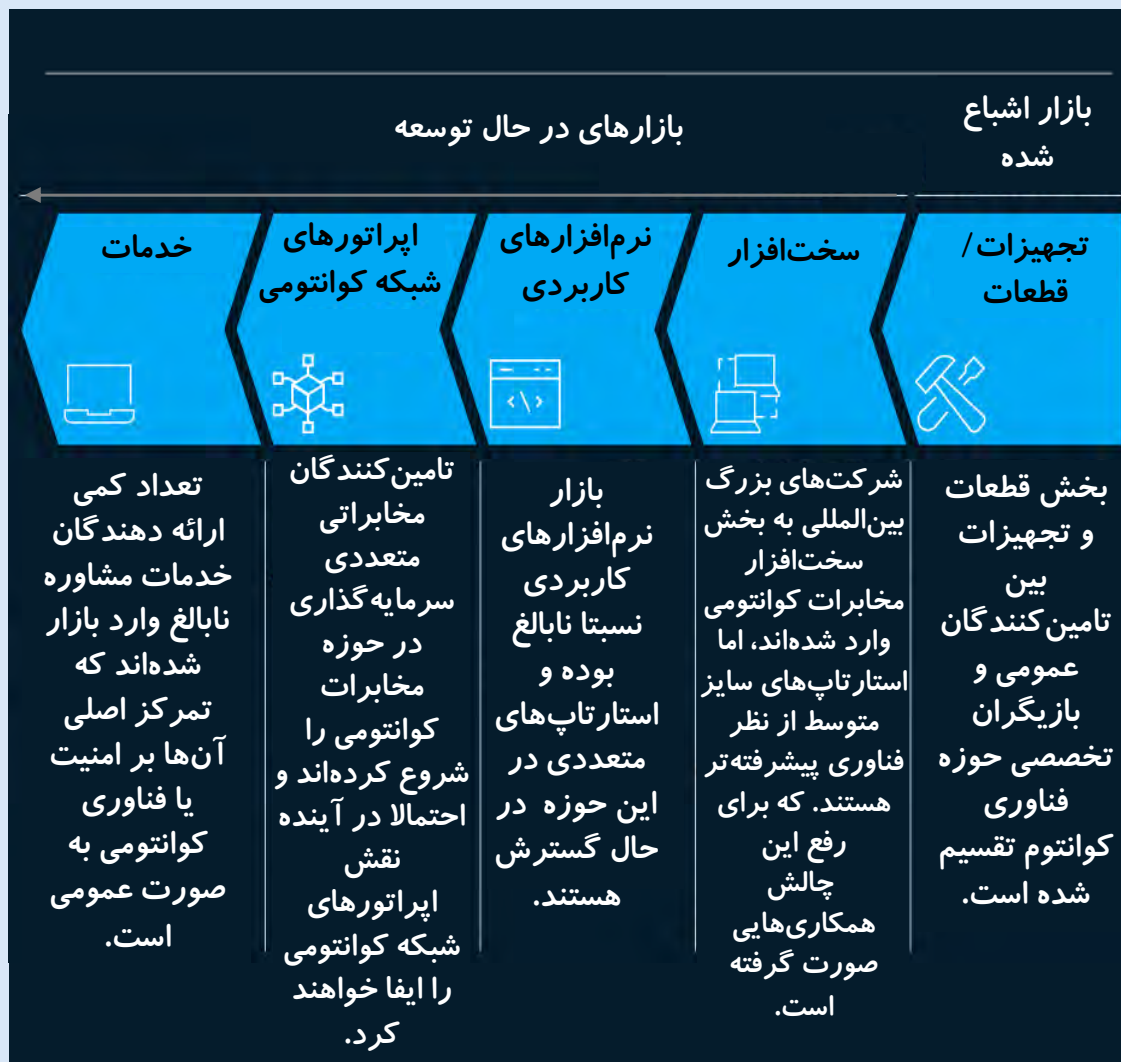 بازار اشباع
شده
بازارهای در حال توسعه
تجهیزات/
قطعات
بخش قطعات
و تجهیزات
بین
تامین‌کنندگان
عمومی و
بازیگران
تخصصی حوزه
فناوری
کوانتوم تقسیم
شده است.
سخت‌افزار
شرکت‌های بزرگ
بین‌المللی به بخش
سخت‌افزار
مخابرات کوانتومی
وارد شده‌اند، اما
استارتاپ‌های سایز
متوسط از نظر
فناوری پیشرفته‌تر
هستند. که برای
رفع این
چالش
همکاری‌هایی
صورت گرفته
است.
نرم‌افزارهای
کاربردی
بازار
نرم‌افزارهای
کاربردی
نسبتا نابالغ
بوده و
استارتاپ‌های
متعددی در
این حوزه در
حال گسترش
هستند.
اپراتورهای
شبکه کوانتومی
تامین‌کنندگان
مخابراتی
متعددی
سرمایه‌گذاری
در حوزه
مخابرات
کوانتومی را
شروع کرده‌اند و
احتمالا در آینده
نقش
اپراتورهای
شبکه کوانتومی
را ایفا خواهند
کرد.
خدمات
تعداد کمی
ارائه دهندگان
خدمات مشاوره
نابالغ وارد بازار
شده‌اند که
تمرکز اصلی
آن‌ها بر امنیت
یا فناوری
کوانتومی به
صورت عمومی
است.